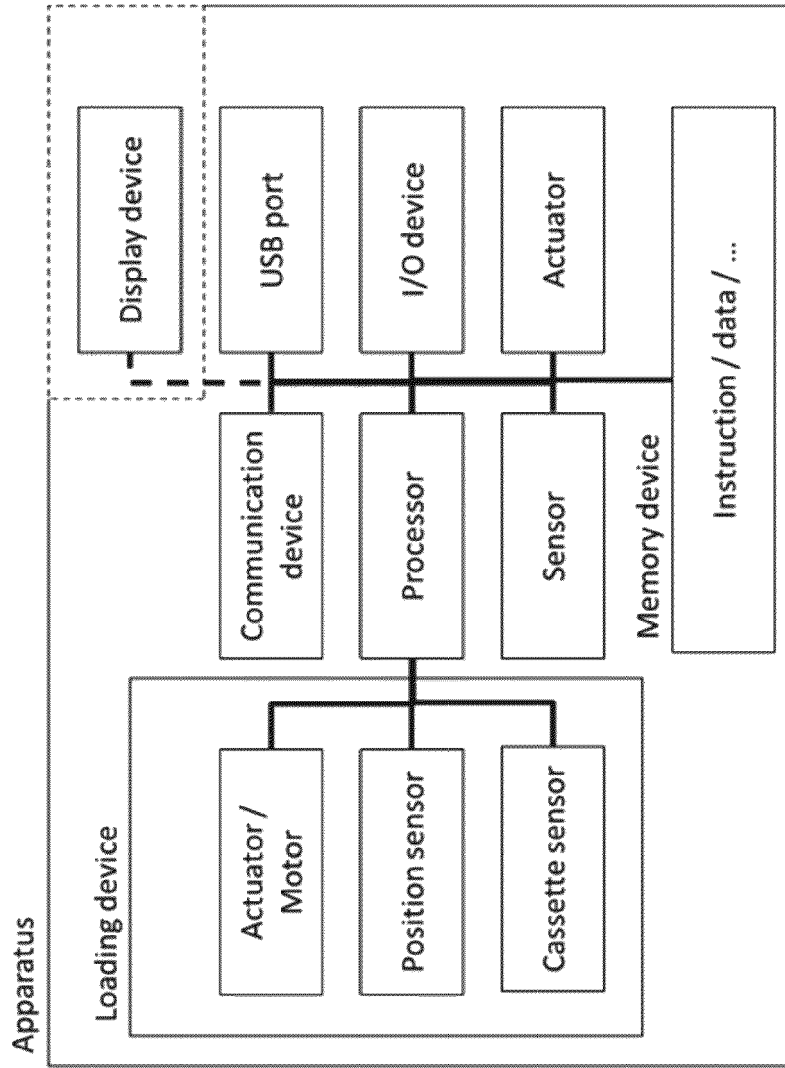 Apparatus
Loading device
Actuator /
Motor
Position sensor
Cassette sensor
Communication
device
Processor
Sensor
Memory device
Display device
USB port
I/O device
Actuator
Instruction / data / ...